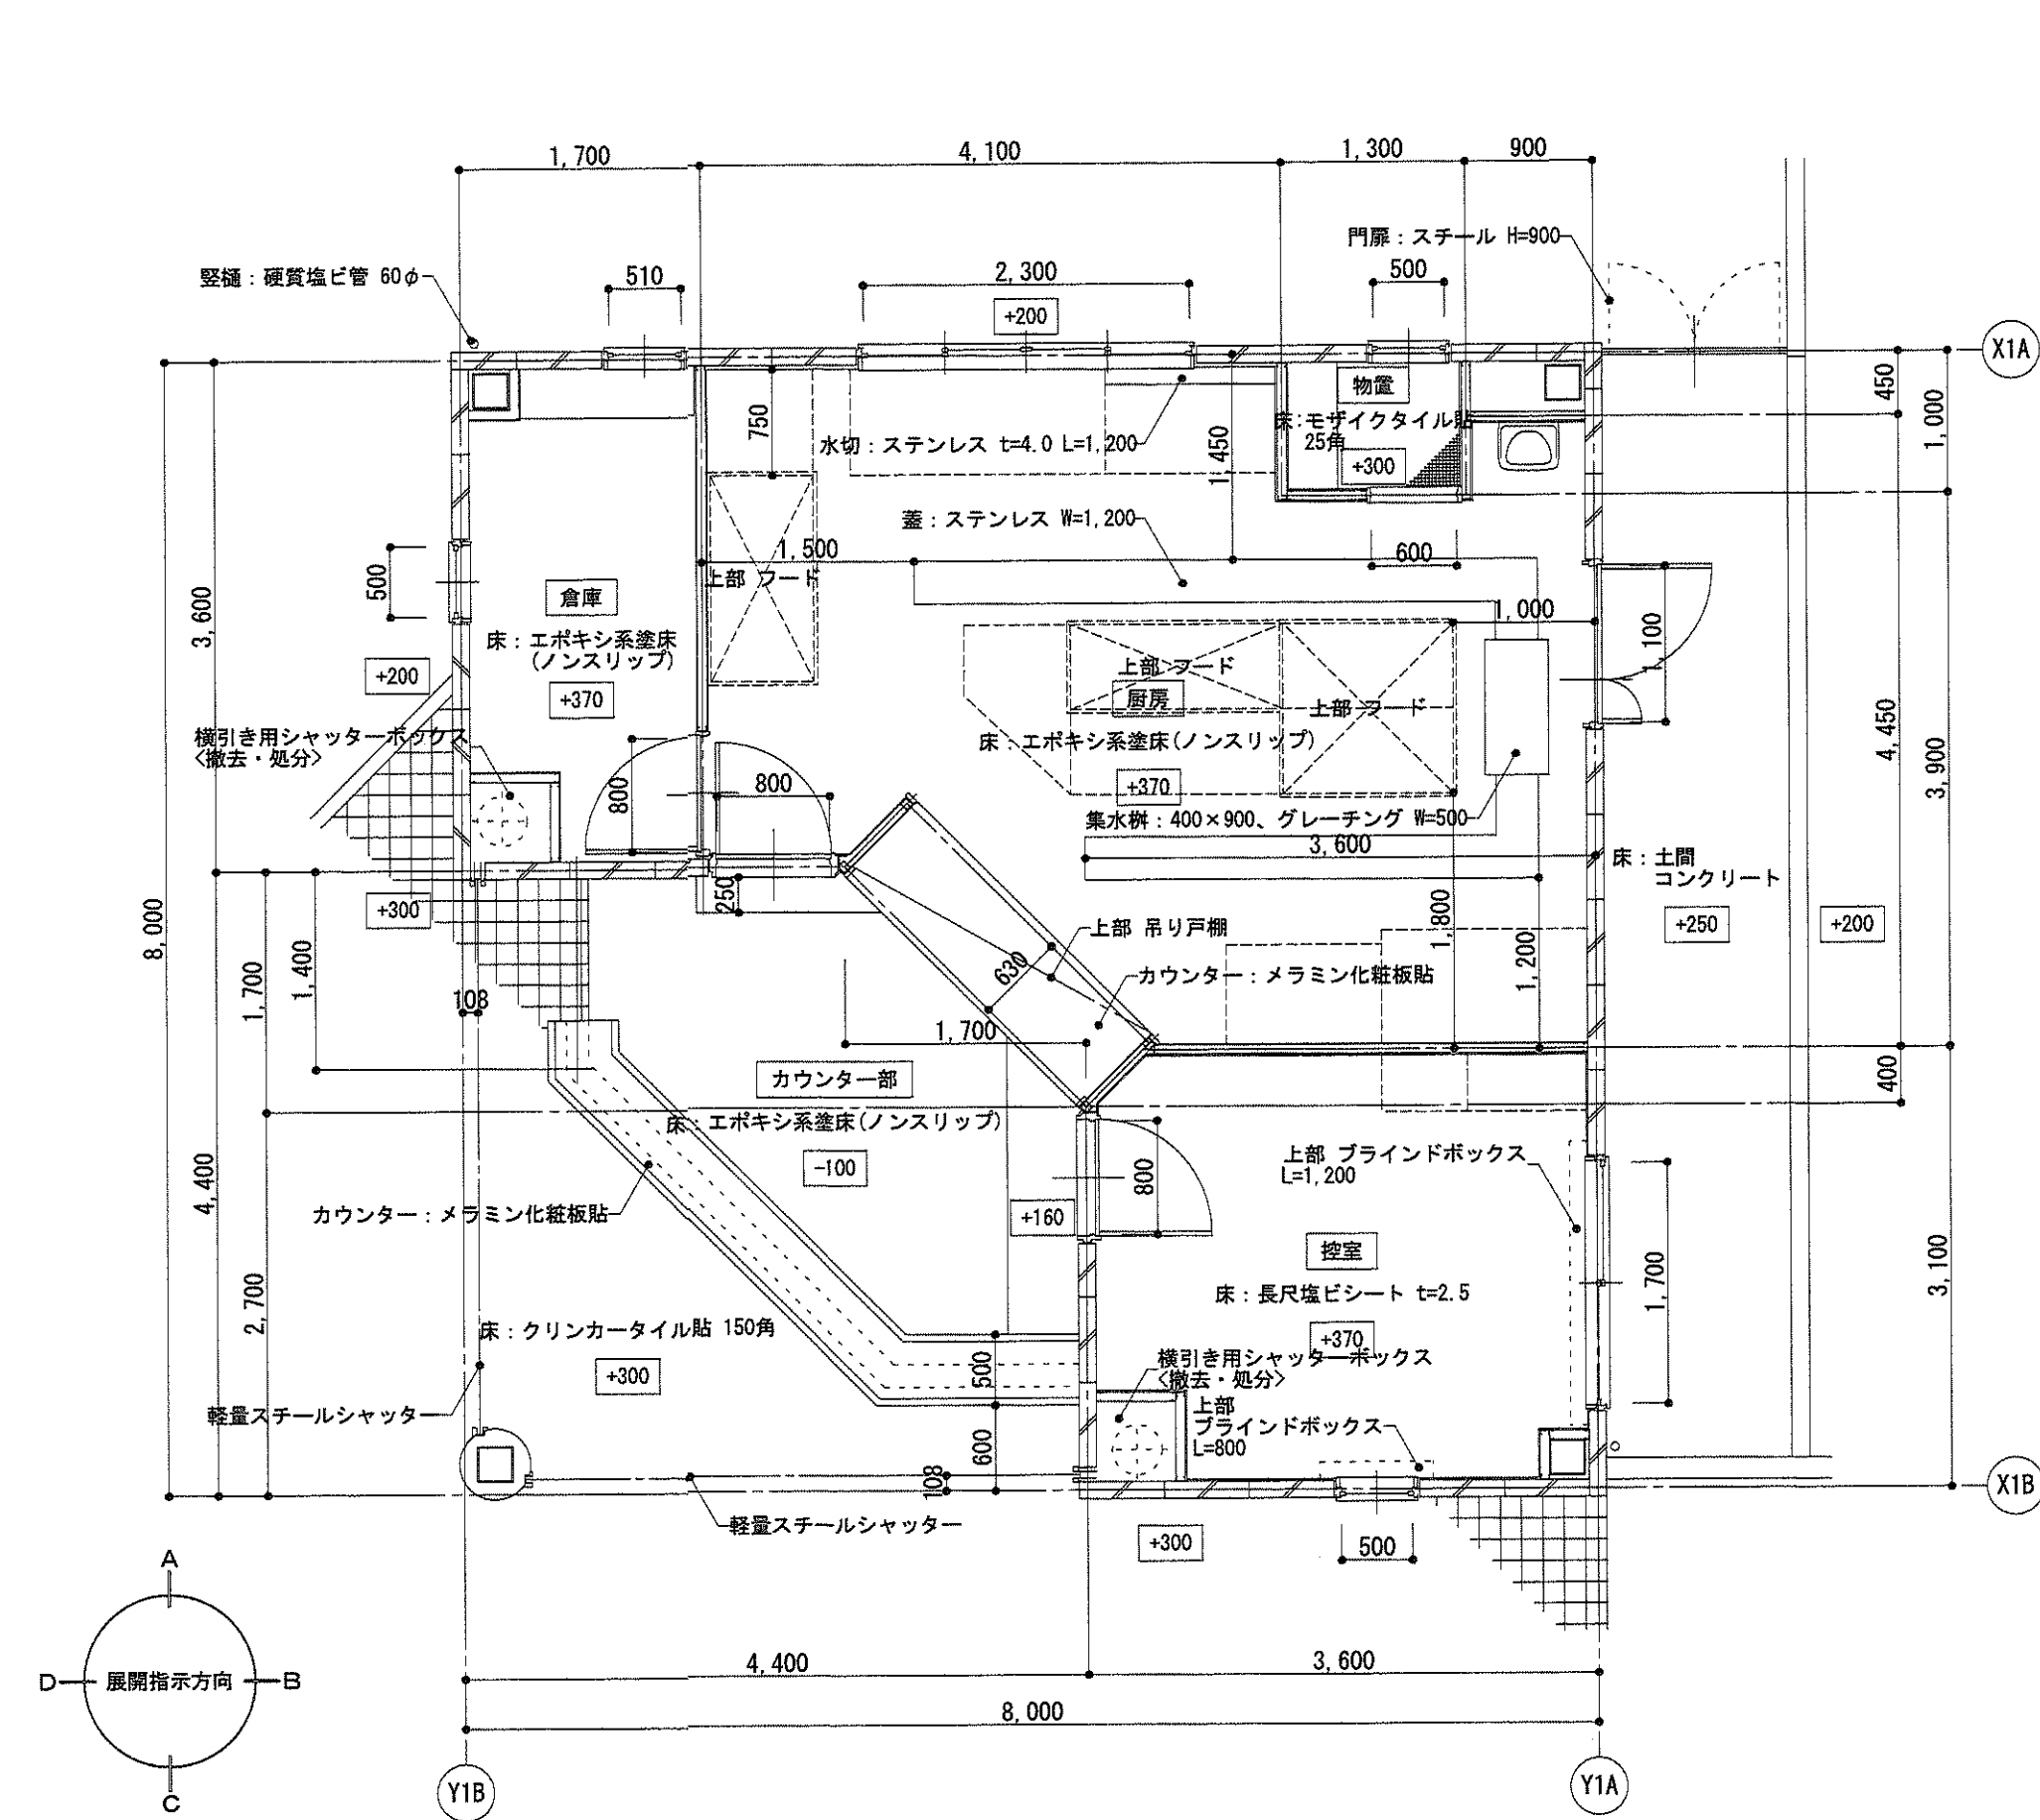 1,700
4,100
1,300
900
門扉：スチール H=900
竪樋：硬質塩ビ管 60φ
510
2,300
500
+200
X1A
物置
450
1,000
750
水切：ステンレス t=4.0 L=1,200
1,450
床：モザイクタイル貼
25角
+300
蓋：ステンレス W=1,200
1,500
600
上部 フード
500
倉庫
3,600
1,000
1,100
床：エポキシ系塗床
(ノンスリップ)
+200
+370
上部 フード
厨房
上部 フード
横引き用シャッターボックス
<撤去・処分>
床：エポキシ系塗床(ノンスリップ)
4,450
3,900
800
800
+370
集水桝：400×900、グレーチング W=500
3,600
床：土間
コンクリート
250
+300
8,000
1,800
+250
+200
上部 吊り戸棚
1,700
1,400
630
カウンター：メラミン化粧板貼
1,200
108
1,700
400
カウンター部
床：エポキシ系塗床(ノンスリップ)
-100
上部 ブラインドボックス
L=1,200
800
4,400
カウンター：メラミン化粧板貼
+160
控室
1,700
3,100
2,700
床：長尺塩ビシート t=2.5
床：クリンカータイル貼 150角
+370
横引き用シャッターボックス
<撤去・処分>
+300
500
上部
ブラインドボックス
L=800
軽量スチールシャッター
600
108
X1B
軽量スチールシャッター
+300
500
A
D
展開指示方向
B
C
4,400
3,600
8,000
Y1B
Y1A